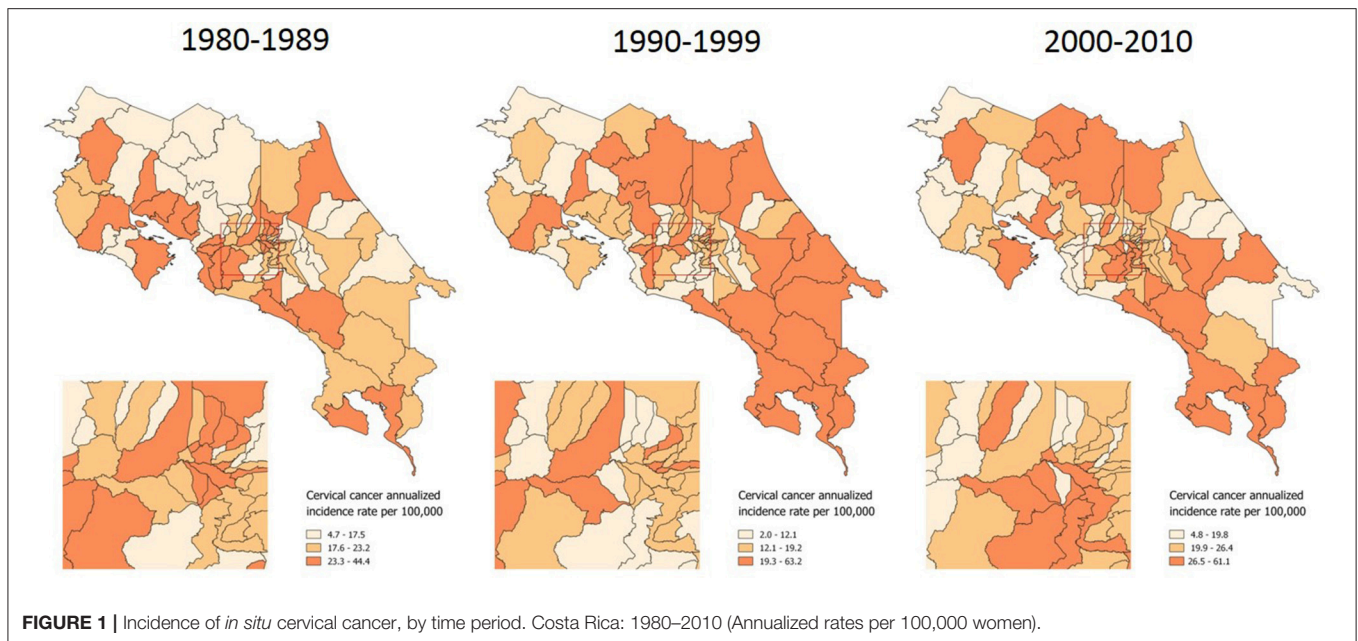 1980-1989
1990-1999
2000-2010
Cervical cancer annualized
incidence rate per 100,000
4.7 - 17.5
17.6 - 23.2
23.3 - 44.4
Cervical cancer annualized
incidence rate per 100,000
2.0 - 12.1
12.1 - 19.2
19.3 - 63.2
Cervical cancer annualized
incidence rate per 100,000
4.8 - 19.8
19.9 - 26.4
26.5 - 61.1
FIGURE 1 | Incidence of in situ cervical cancer, by time period. Costa Rica: 1980–2010 (Annualized rates per 100,000 women).